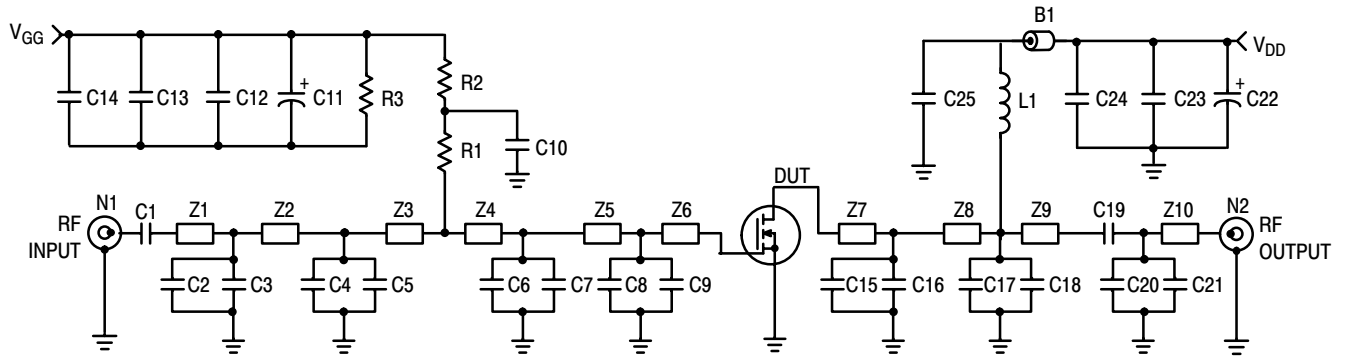 B1
V_GG
V_DD
C14
C13
C12
+
C11
R3
R2
C25
L1
C24
C23
+
C22
R1
C10
N1
RF
INPUT
C1
Z1
Z2
Z3
Z4
Z5
Z6
DUT
Z7
Z8
Z9
C19
Z10
N2
RF
OUTPUT
C2
C3
C4
C5
C6
C7
C8
C9
C15
C16
C17
C18
C20
C21